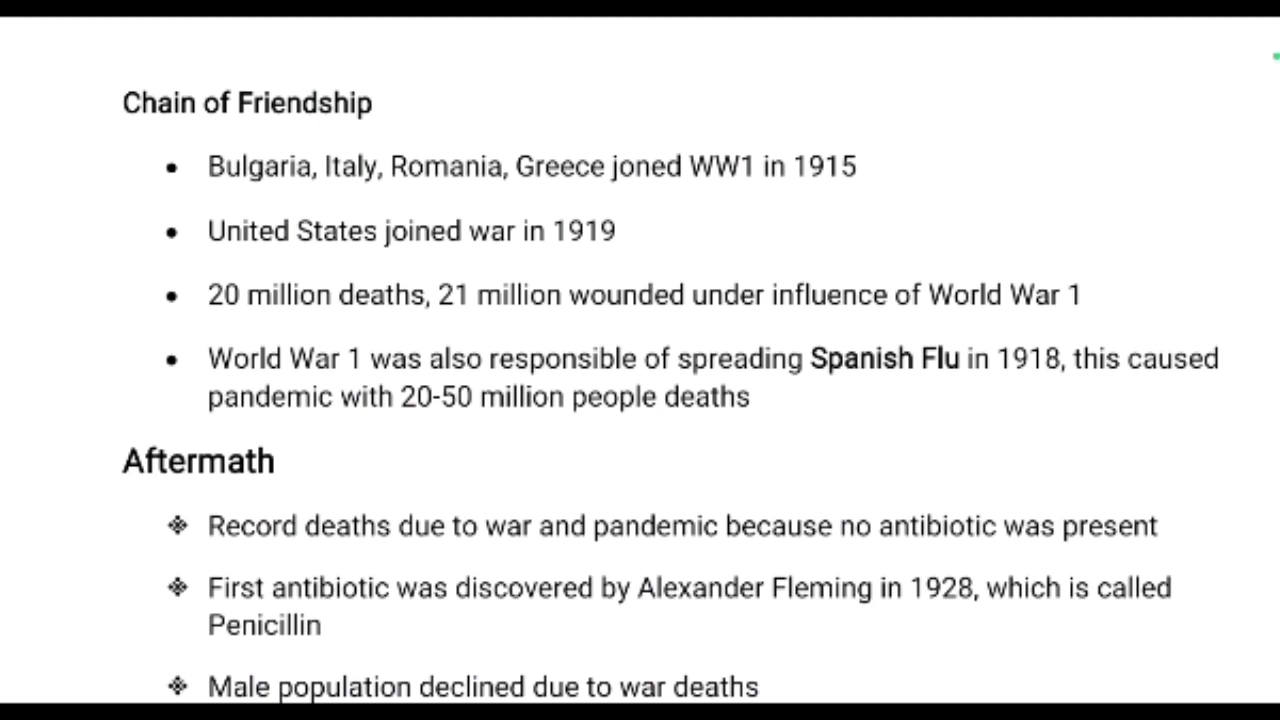 Chain of Friendship
• Bulgaria, Italy, Romania, Greece joned WW1 in 1915
• United States joined war in 1919
• 20 million deaths, 21 million wounded under influence of World War 1
• World War 1 was also responsible of spreading Spanish Flu in 1918, this caused
pandemic with 20-50 million people deaths
Aftermath
❖ Record deaths due to war and pandemic because no antibiotic was present
❖ First antibiotic was discovered by Alexander Fleming in 1928, which is called
Penicillin
❖ Male population declined due to war deaths